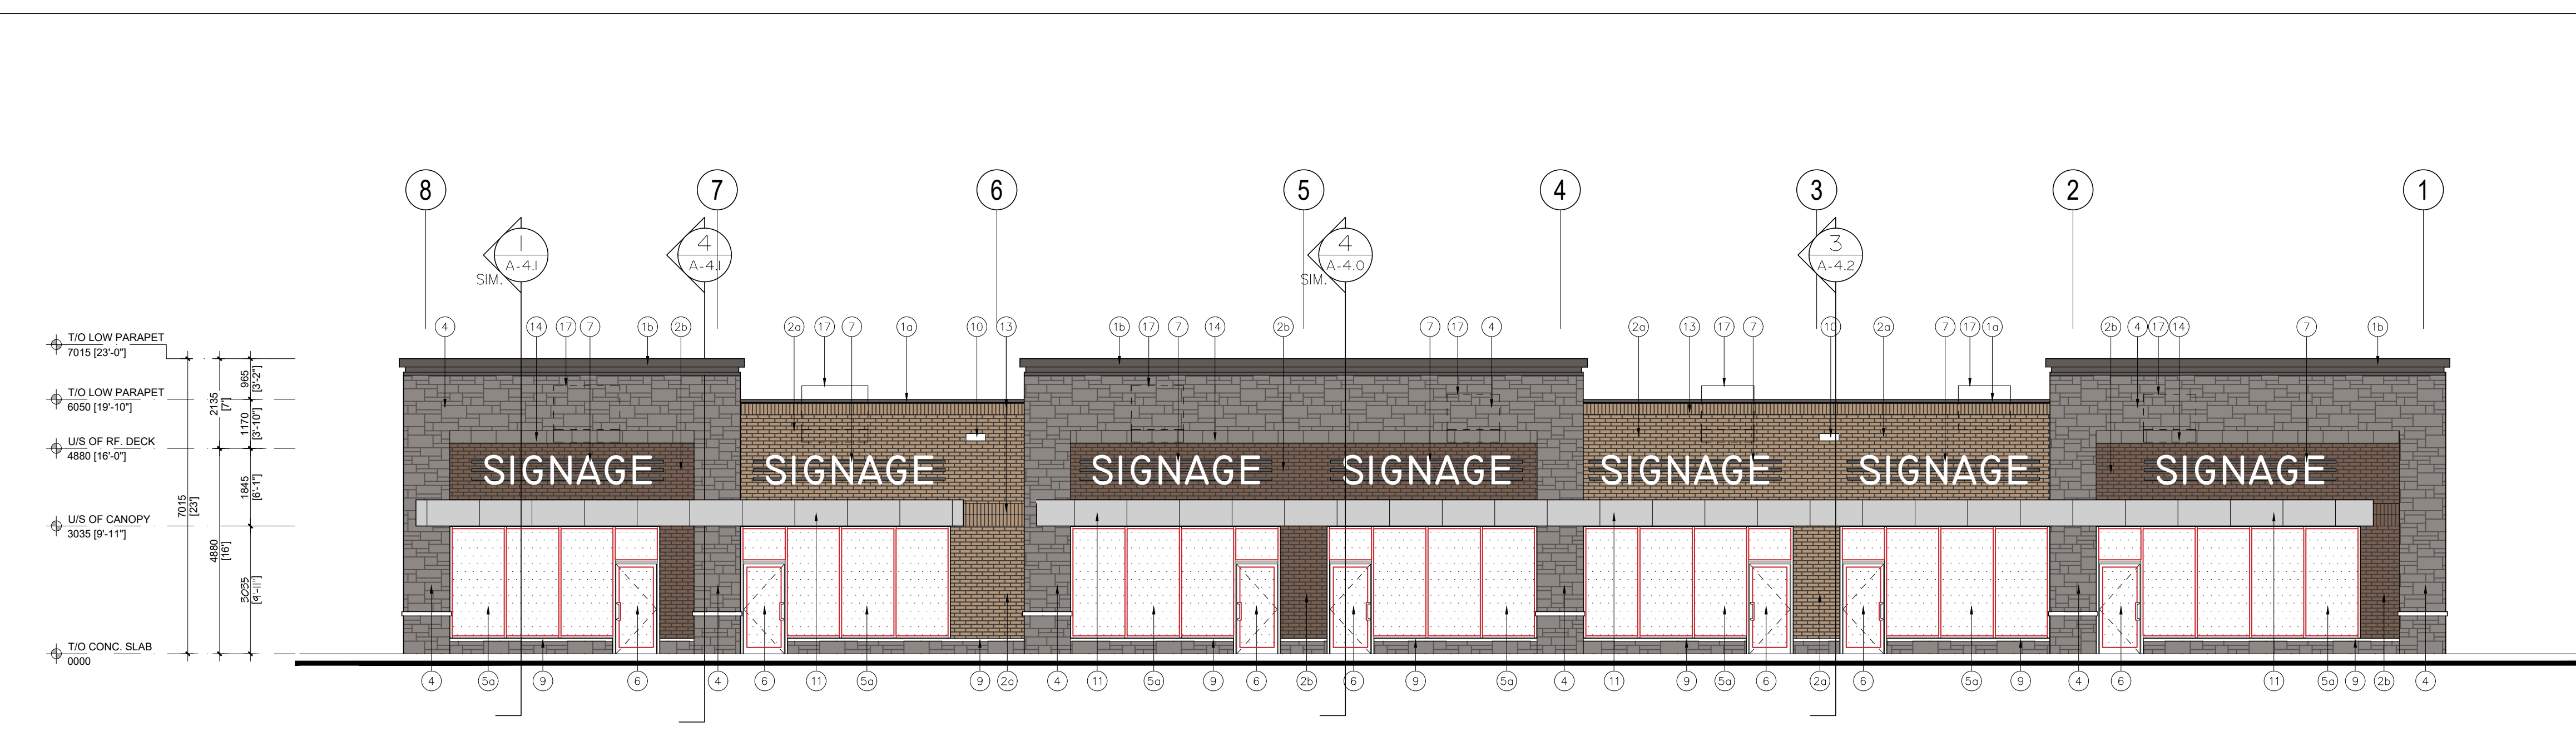 8 7 6 5 4 3 2 1
1 4 4 3
A-4.1 A-4.1 A-4.0 A-4.2
SIM. SIM.
4 14 17 7 1b 2b 2a 17 7 1a 10 13 1b 17 7 14 2b 7 17 4 2a 13 17 7 10 2a 7 17 1a 2b 4 17 14 7 1b
T/O LOW PARAPET
7015 [23'-0"]
T/O LOW PARAPET
6050 [19'-10"]
U/S OF RF. DECK
4880 [16'-0"]
U/S OF CANOPY
3035 [9'-11"]
T/O CONC. SLAB
0000
7015
[23']
2135
[7']
4880
[16']
965
[3'-2"]
1170
[3'-10"]
1845
[6'-1"]
3035
[9'-11"]
SIGNAGE SIGNAGE SIGNAGE SIGNAGE SIGNAGE SIGNAGE SIGNAGE
4 5a 9 6 4 6 11 5a 9 2a 4 11 5a 9 6 2b 6 9 5a 4 11 9 5a 6 2a 6 5a 9 4 6 11 5a 9 2b 4